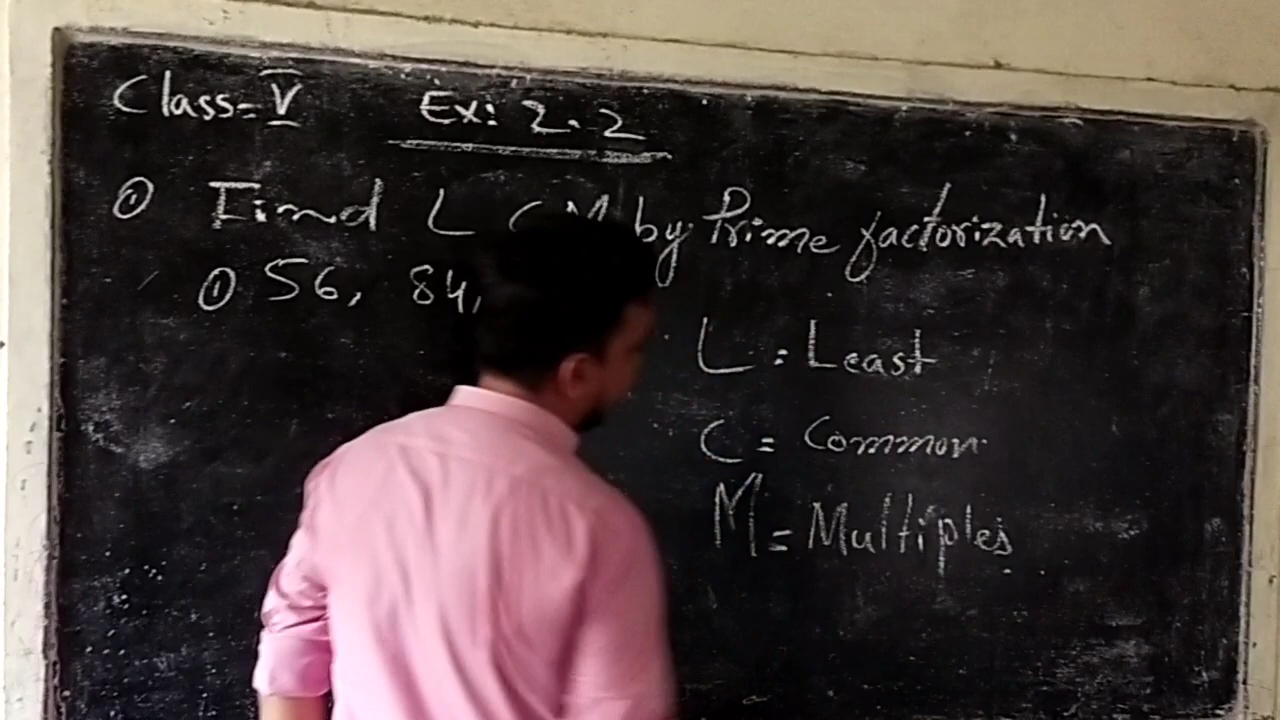 Class=V Ex: 2.2
① Find L C M by Prime factorization
① 56, 84,
L : Least
C = Common
M = Multiples